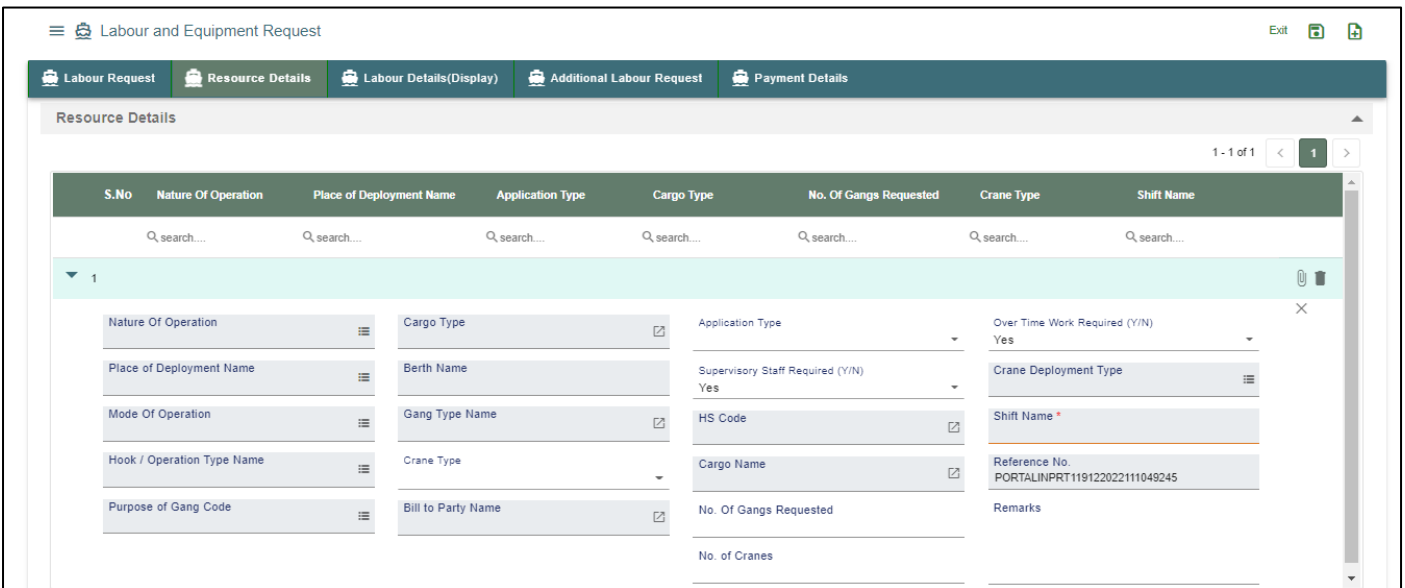 Labour and Equipment Request
Exit
Labour Request Resource Details Labour Details(Display) Additional Labour Request Payment Details
Resource Details
1 - 1 of 1 < 1 >
S.No Nature Of Operation Place of Deployment Name Application Type Cargo Type No. Of Gangs Requested Crane Type Shift Name
search.... search.... search.... search.... search.... search.... search....
1
Nature Of Operation Cargo Type Application Type Over Time Work Required (Y/N)
Yes
Place of Deployment Name Berth Name Supervisory Staff Required (Y/N) Crane Deployment Type
Yes
Mode Of Operation Gang Type Name HS Code Shift Name *
Hook / Operation Type Name Crane Type Cargo Name Reference No.
PORTALINPRT119122022111049245
Purpose of Gang Code Bill to Party Name No. Of Gangs Requested Remarks
No. of Cranes